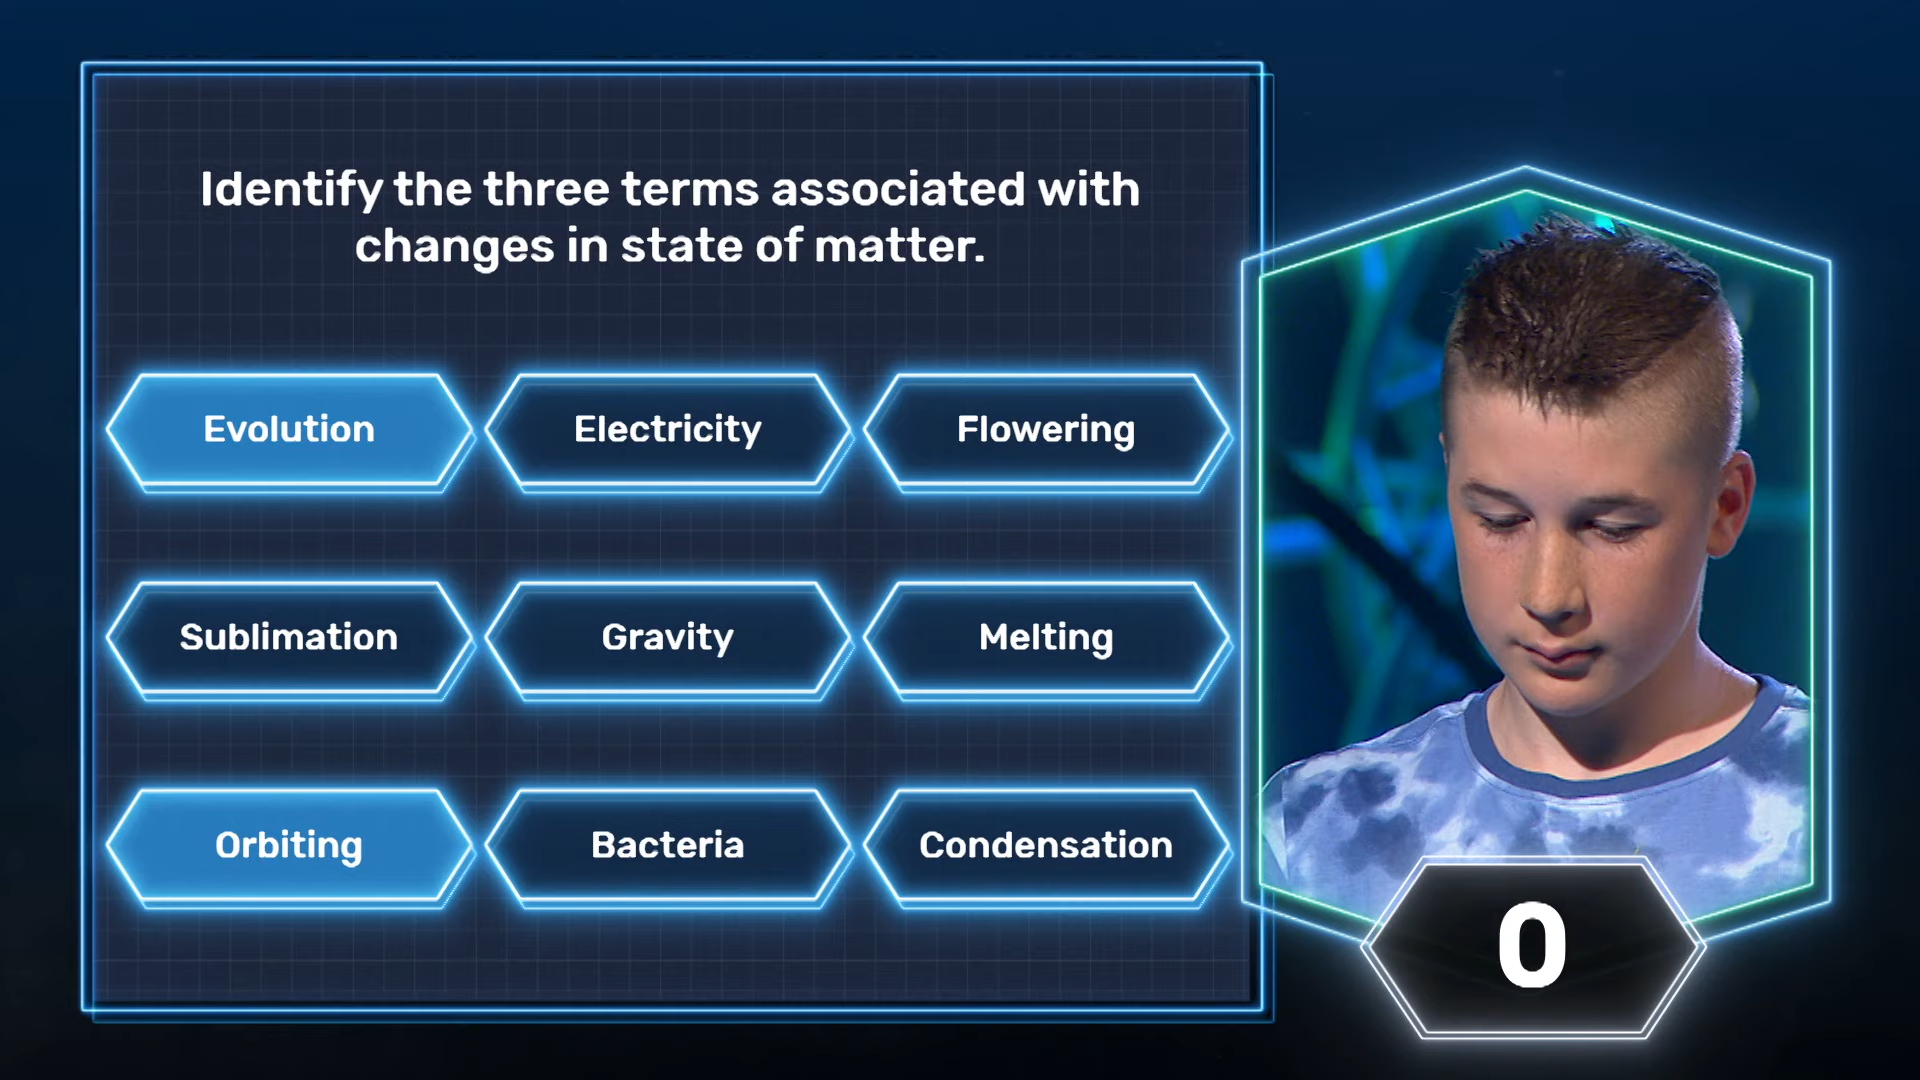 Identify the three terms associated with
changes in state of matter.
Evolution
Electricity
Flowering
Sublimation
Gravity
Melting
Orbiting
Bacteria
Condensation
0